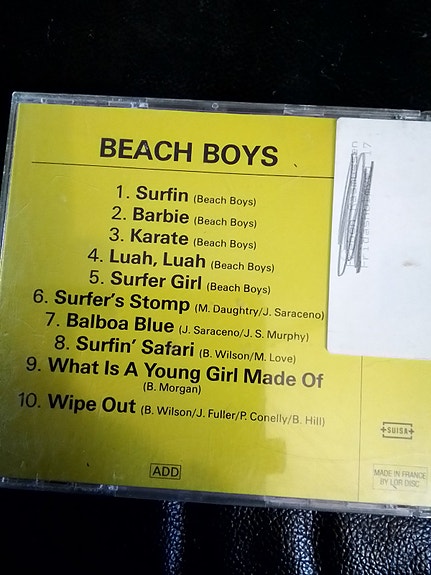 BEACH BOYS
1. Surfin (Beach Boys)
2. Barbie (Beach Boys)
3. Karate (Beach Boys)
4. Luah, Luah (Beach Boys)
5. Surfer Girl (Beach Boys)
6. Surfer's Stomp (M. Daughtry/J. Saraceno)
7. Balboa Blue (J. Saraceno/J. S. Murphy)
8. Surfin' Safari (B. Wilson/M. Love)
9. What Is A Young Girl Made Of
(B. Morgan)
10. Wipe Out (B. Wilson/J. Fuller/P. Conelly/B. Hill)
SUISA
ADD
MADE IN FRANCE
BY LDR DISC